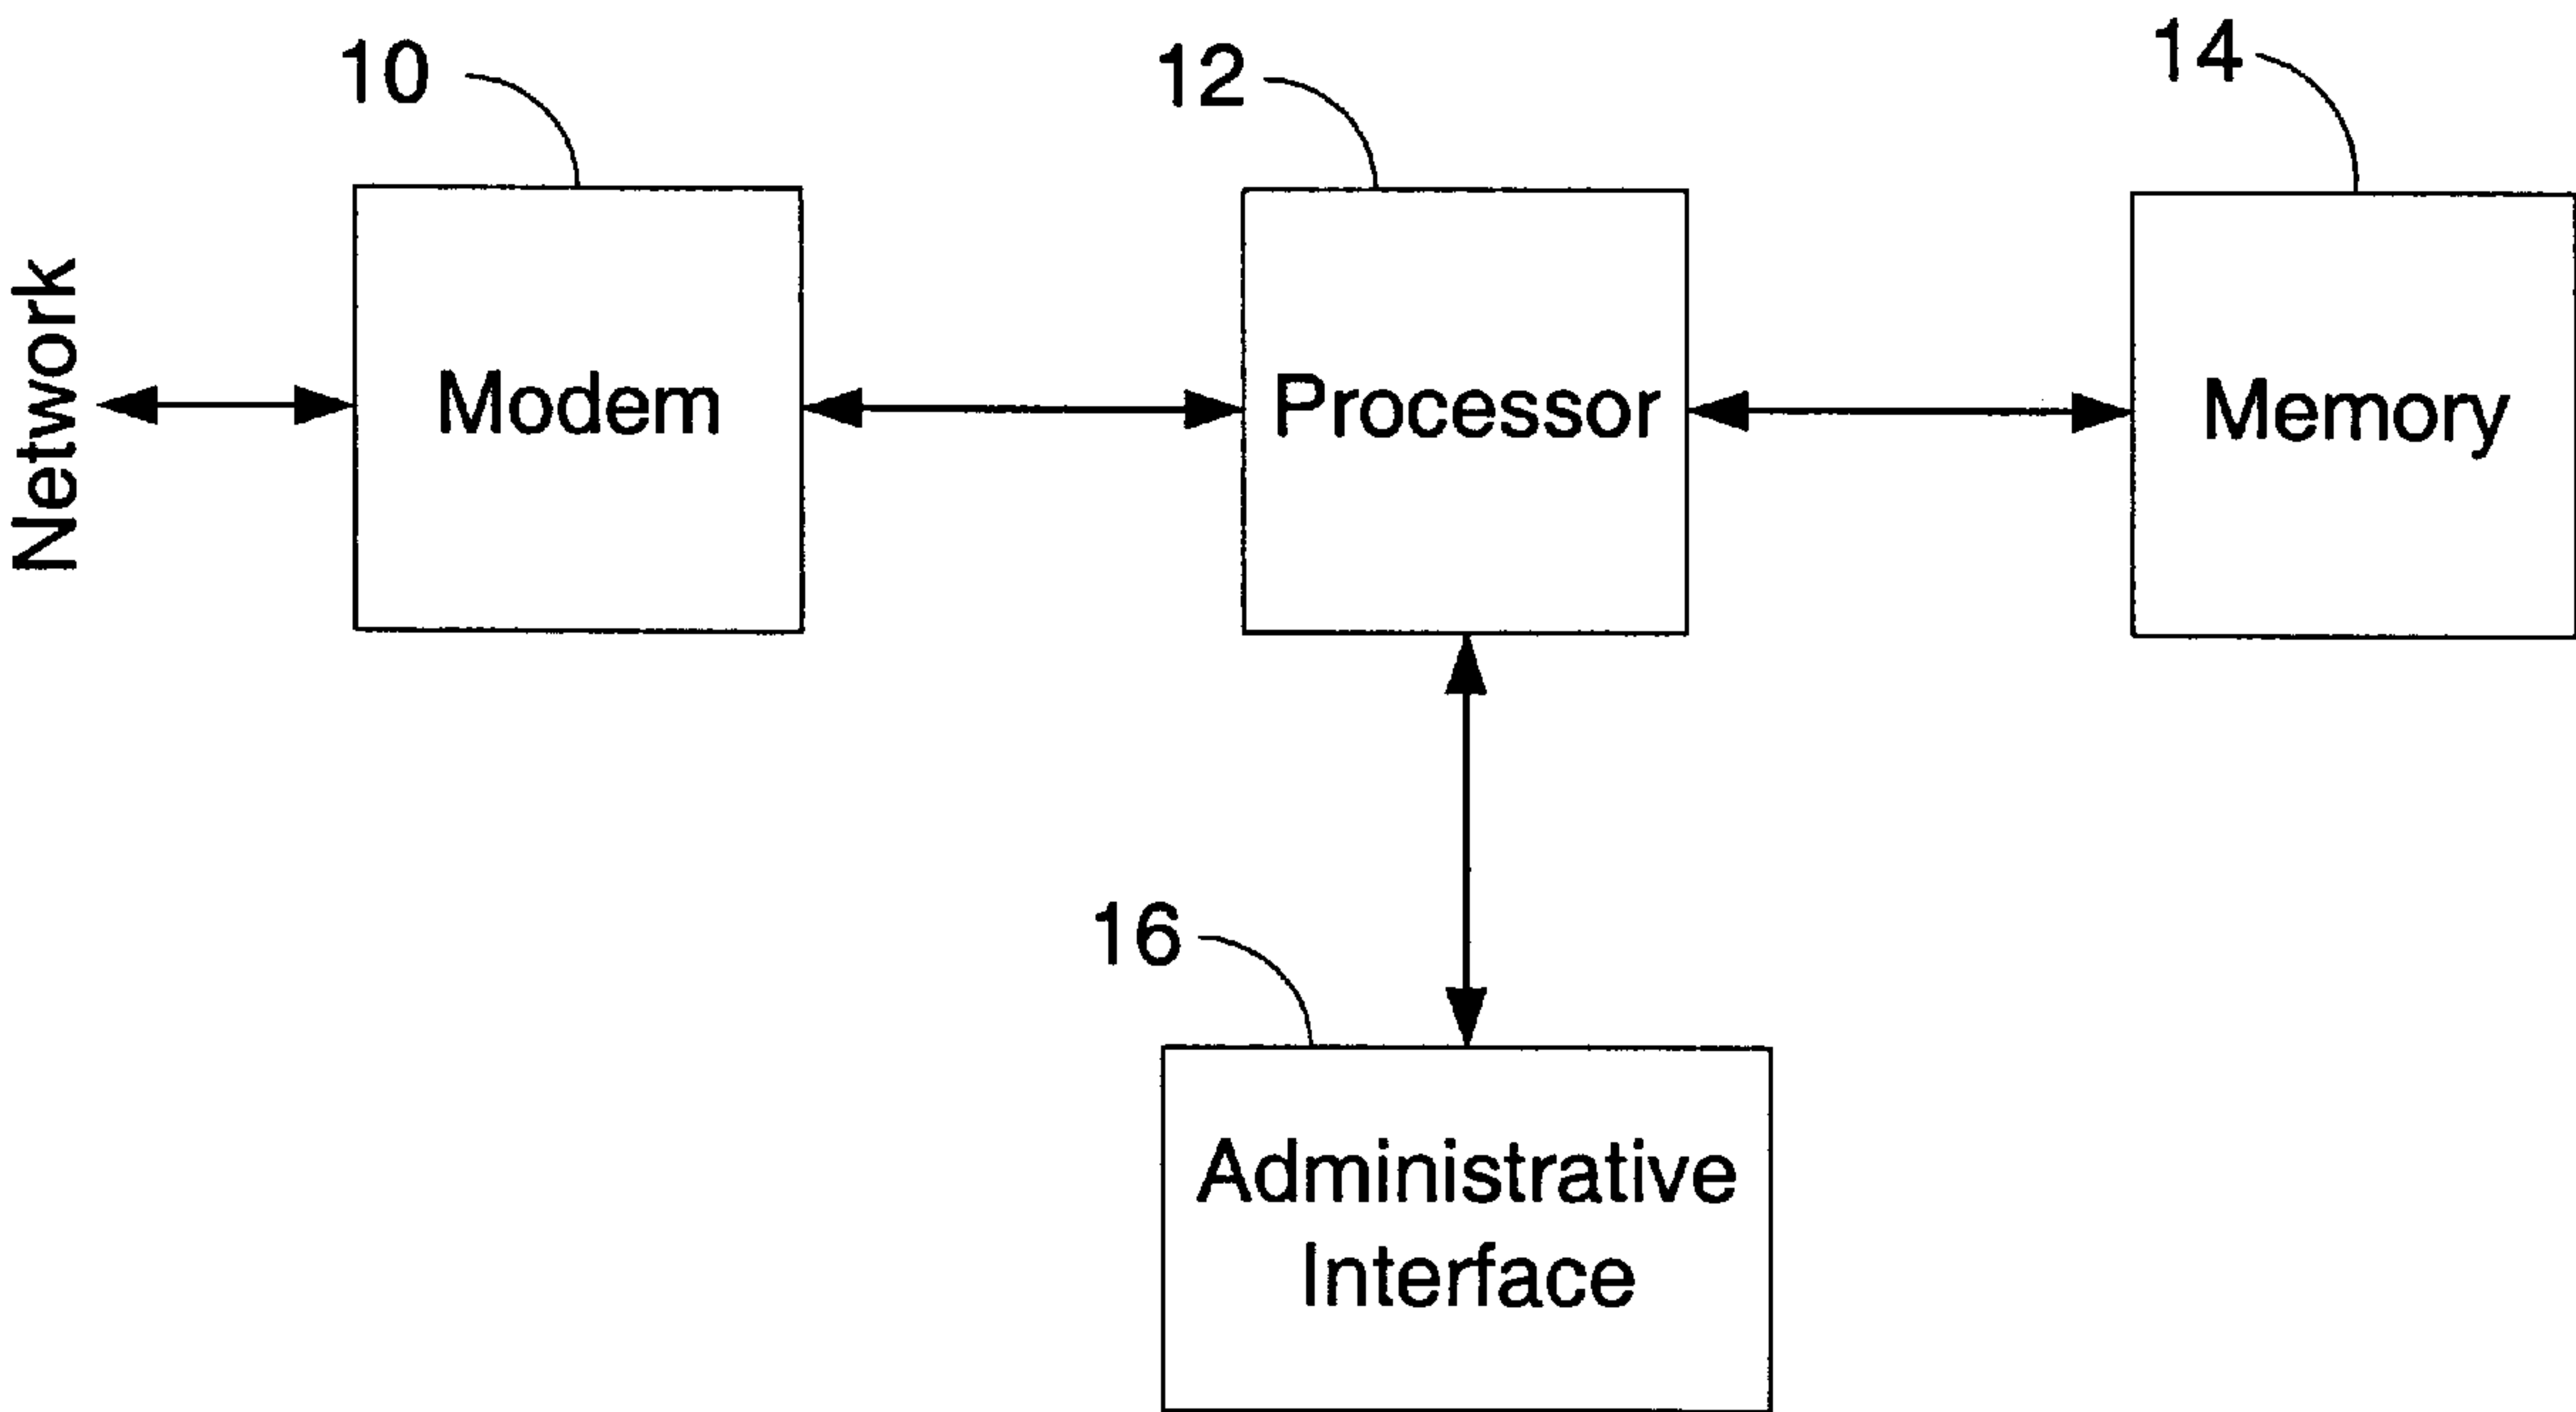 10
12
14
Network
Modem
Processor
Memory
16
Administrative
Interface